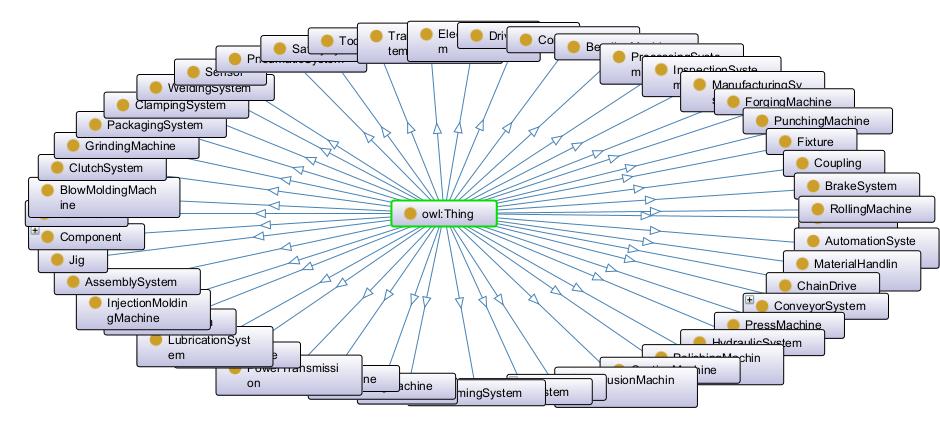 Ele
m
Driv
Co
Too
Tra
tem
Sa
PneumaticSystem
Sensor
WeldingSystem
ClampingSystem
PackagingSystem
GrindingMachine
ClutchSystem
BlowMoldingMach
ine
Component
Jig
AssemblySystem
InjectionMoldin
gMachine
LubricationSyst
em
PowerTransmissi
on
ne
achine
mingSystem
stem
usionMachin
PolishingMachin
Machine
HydraulicSystem
PressMachine
ConveyorSystem
ChainDrive
MaterialHandlin
AutomationSyste
RollingMachine
BrakeSystem
Coupling
Fixture
PunchingMachine
ForgingMachine
ManufacturingSy
InspectionSyste
m
ProcessingSyste
m
Be
owl:Thing